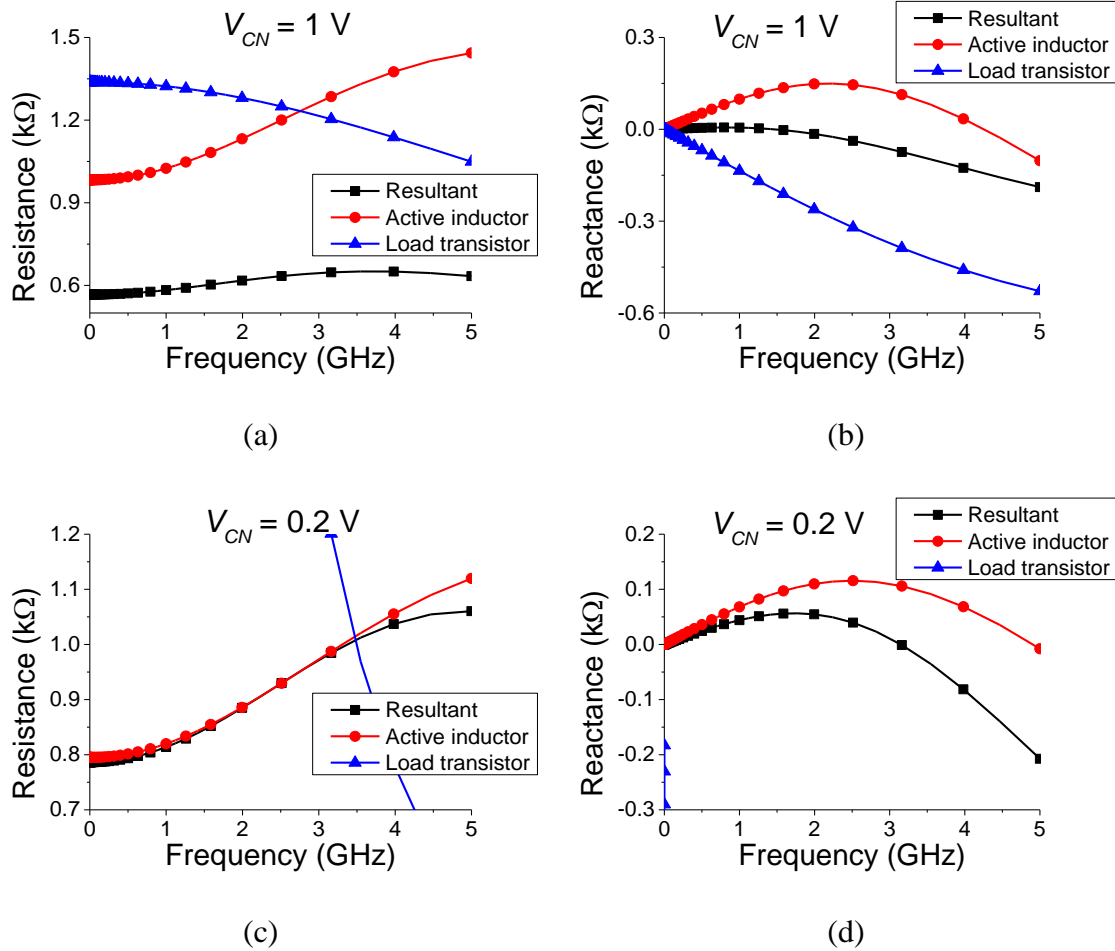 V_CN = 1 V
Resistance (kΩ)
1.5
1.2
0.9
0.6
Resultant
Active inductor
Load transistor
0 1 2 3 4 5
Frequency (GHz)
(a)
V_CN = 1 V
Resultant
Active inductor
Load transistor
Reactance (kΩ)
0.3
0.0
-0.3
-0.6
0 1 2 3 4 5
Frequency (GHz)
(b)
V_CN = 0.2 V
Resistance (kΩ)
1.2
1.1
1.0
0.9
0.8
0.7
Resultant
Active inductor
Load transistor
0 1 2 3 4 5
Frequency (GHz)
(c)
V_CN = 0.2 V
Resultant
Active inductor
Load transistor
Reactance (kΩ)
0.2
0.1
0.0
-0.1
-0.2
-0.3
0 1 2 3 4 5
Frequency (GHz)
(d)